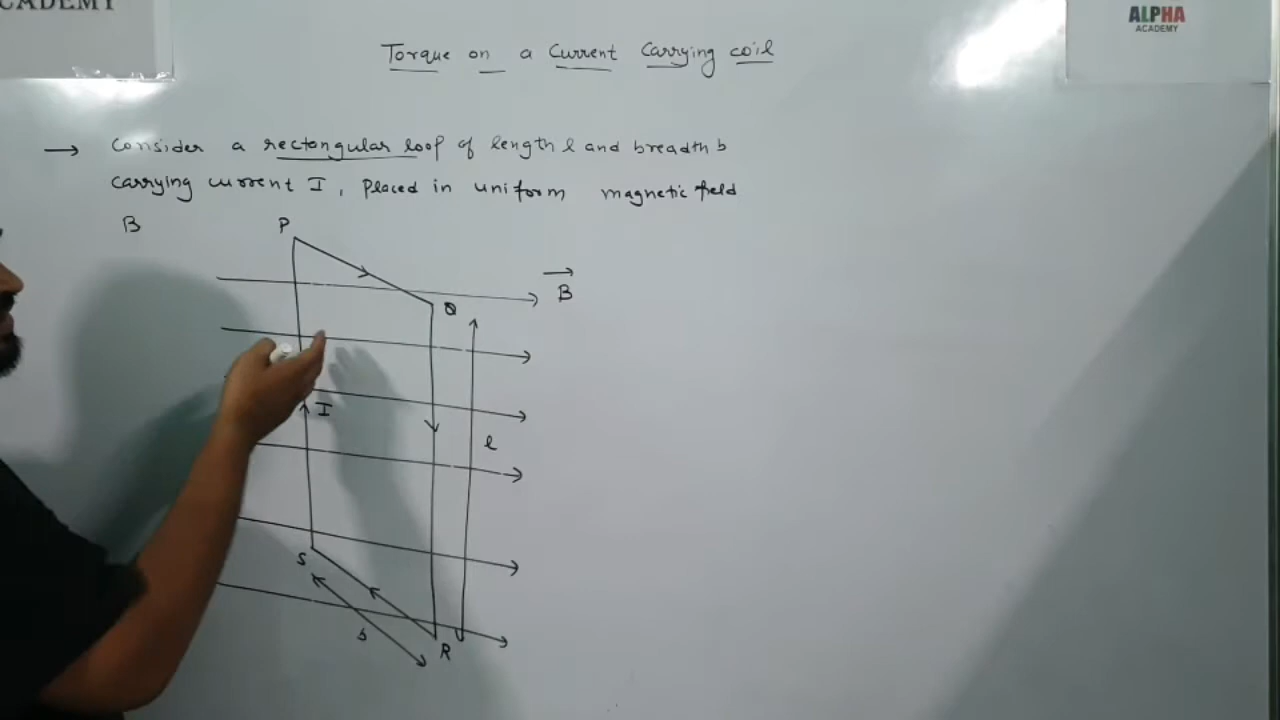 ACADEMY
ALPHA
ACADEMY
Torque on a Current Carrying coil
→ Consider a rectangular loop of length l and breadth b
carrying current I, placed in uniform magnetic field
B
P
B
Q
I
l
S
b
R